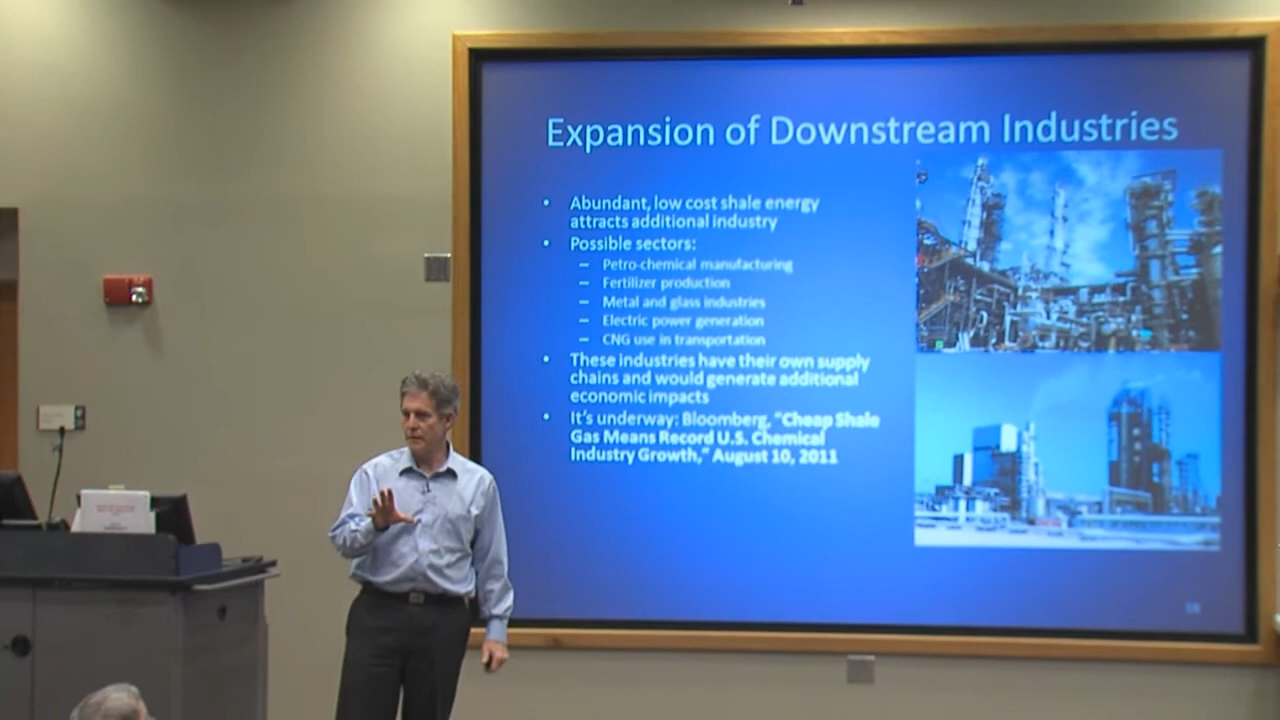 Expansion of Downstream Industries
• Abundant, low cost shale energy
attracts additional industry
• Possible sectors:
– Petro-chemical manufacturing
– Fertilizer production
– Metal and glass industries
– Electric power generation
– CNG use in transportation
• These industries have their own supply
chains and would generate additional
economic impacts
• It's underway: Bloomberg, "Cheap Shale
Gas Means Record U.S. Chemical
Industry Growth," August 10, 2011